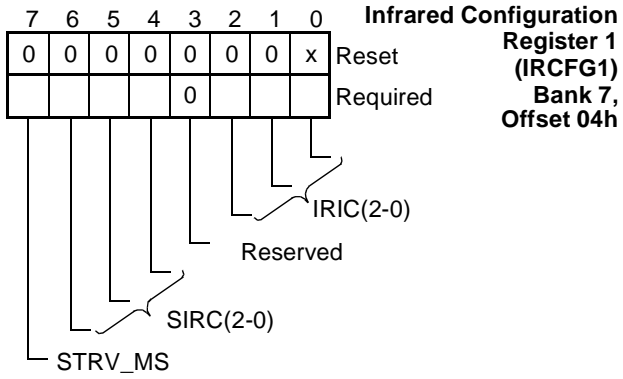 7 6 5 4 3 2 1 0
Infrared Configuration
Register 1
(IRCFG1)
Bank 7,
Offset 04h
0 0 0 0 0 0 0 x Reset
0 Required
IRIC(2-0)
Reserved
SIRC(2-0)
STRV_MS